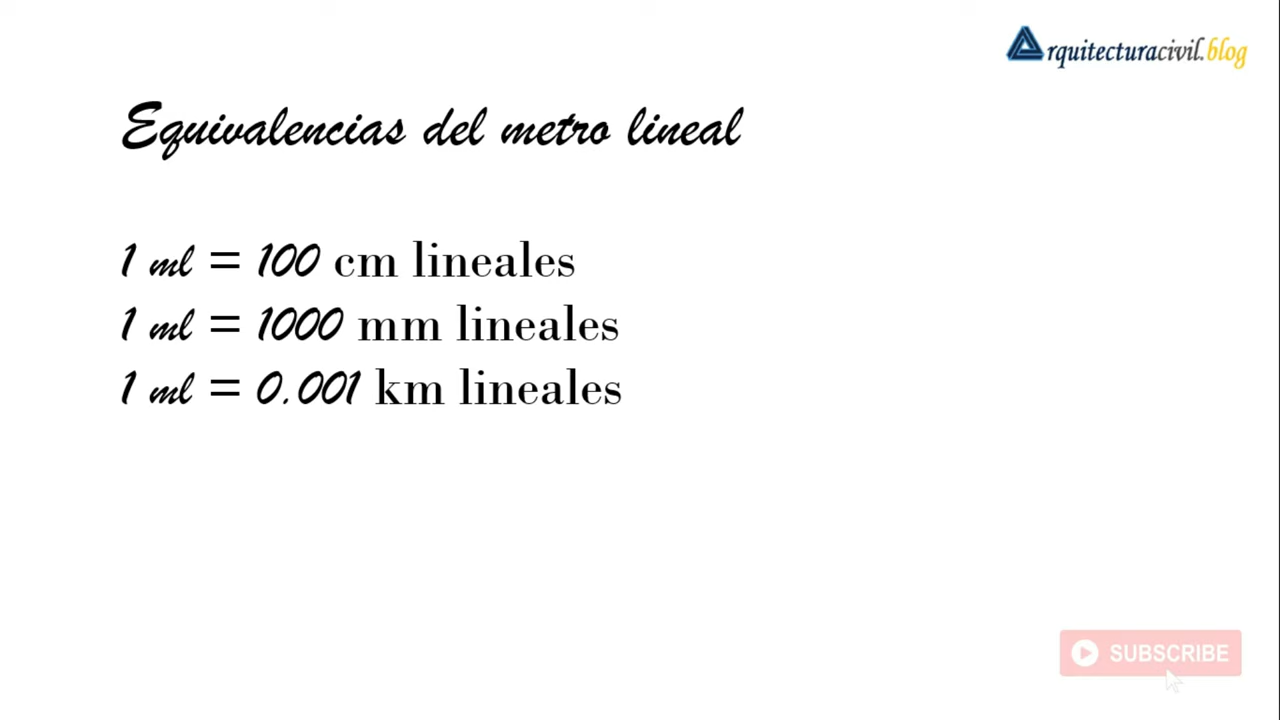 Arquitecturacivil.blog
Equivalencias del metro lineal
1 ml = 100 cm lineales
1 ml = 1000 mm lineales
1 ml = 0.001 km lineales
SUBSCRIBE